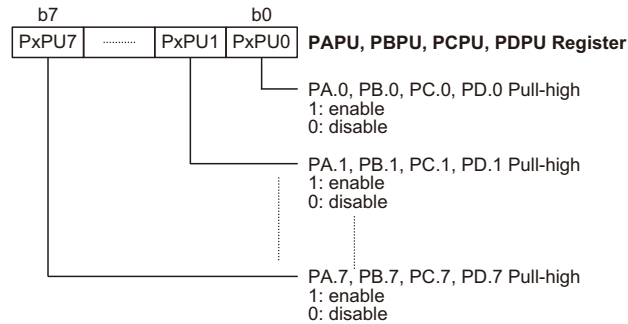 b7 b0
PxPU7 ........... PxPU1 PxPU0 PAPU, PBPU, PCPU, PDPU Register
PA.0, PB.0, PC.0, PD.0 Pull-high
1: enable
0: disable
PA.1, PB.1, PC.1, PD.1 Pull-high
1: enable
0: disable
PA.7, PB.7, PC.7, PD.7 Pull-high
1: enable
0: disable